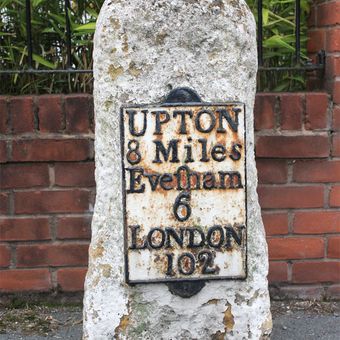 UPTON
8 Miles
Eveſham
6
LONDON
102